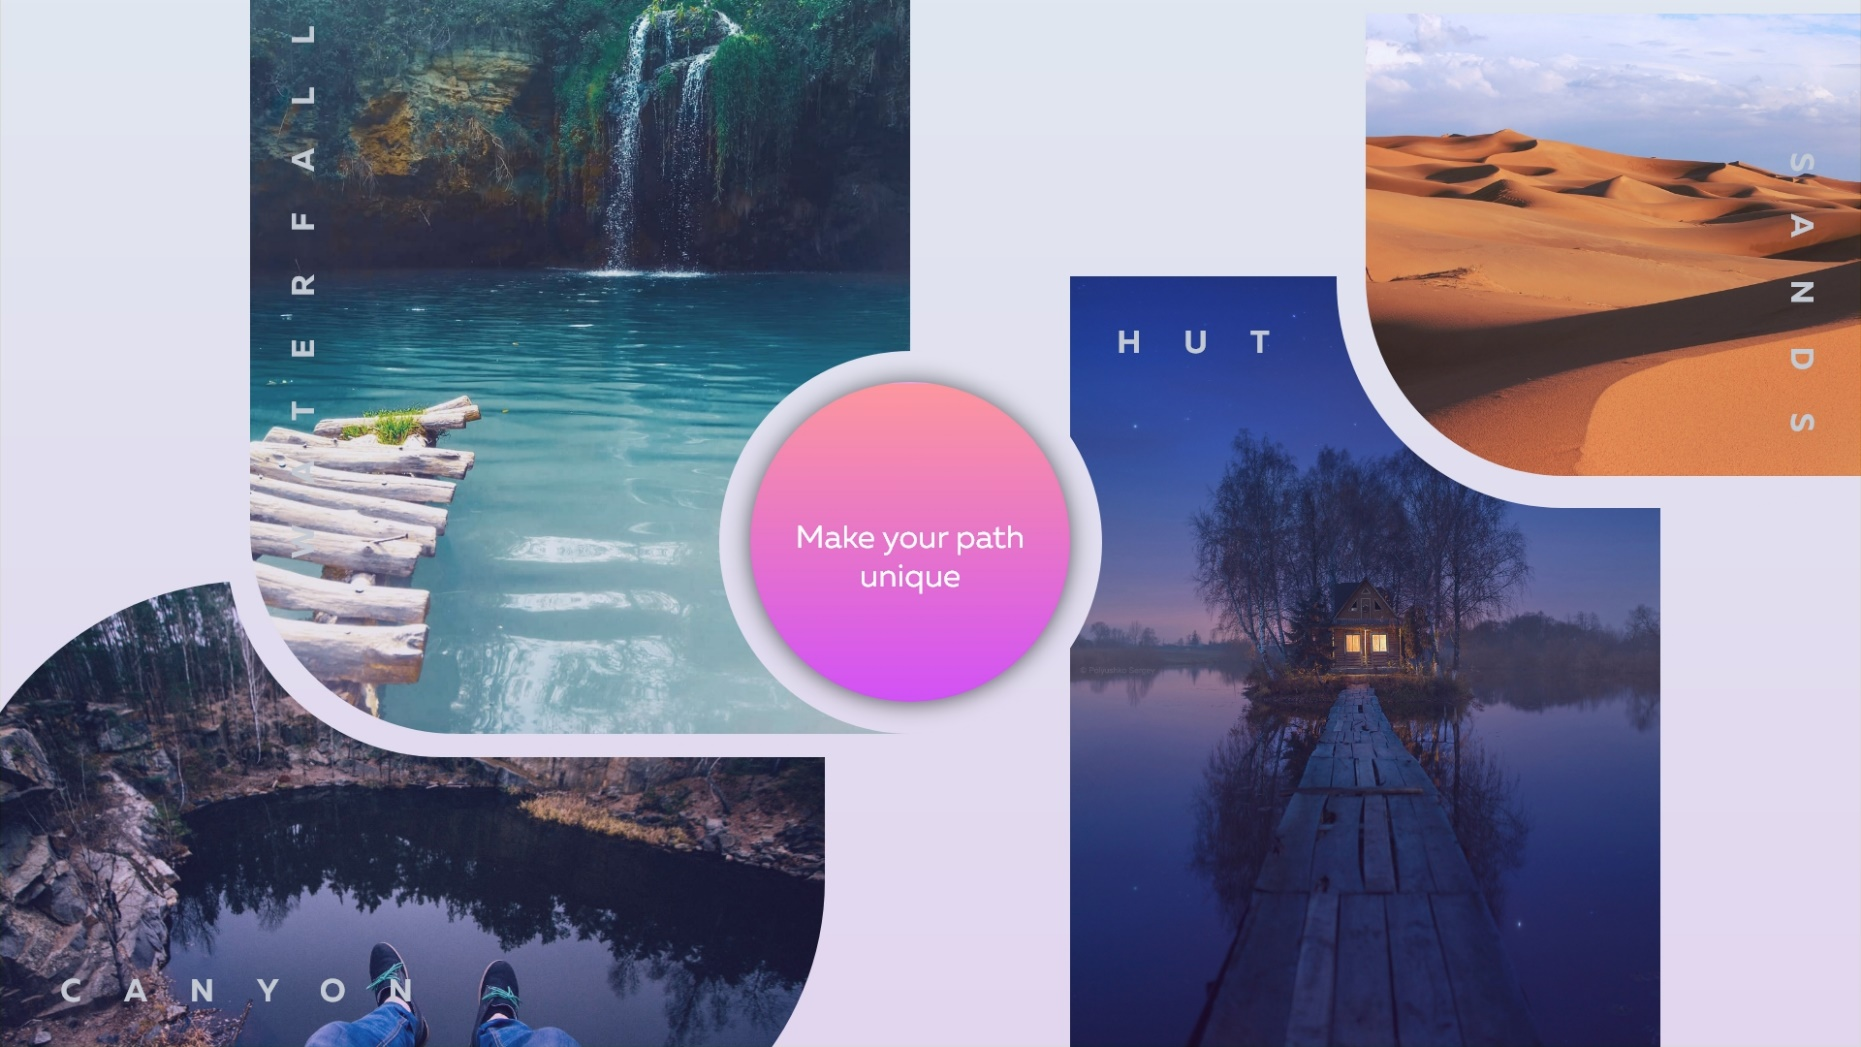 WATERFALL
SANDS
HUT
Make your path
unique
CANYON